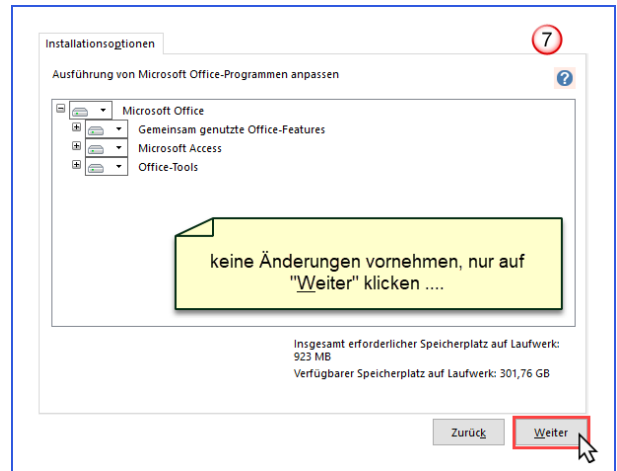 7
Installationsoptionen
Ausführung von Microsoft Office-Programmen anpassen
?
Microsoft Office
Gemeinsam genutzte Office-Features
Microsoft Access
Office-Tools
keine Änderungen vornehmen, nur auf
"Weiter" klicken ....
Insgesamt erforderlicher Speicherplatz auf Laufwerk:
923 MB
Verfügbarer Speicherplatz auf Laufwerk: 301,76 GB
Zurück
Weiter